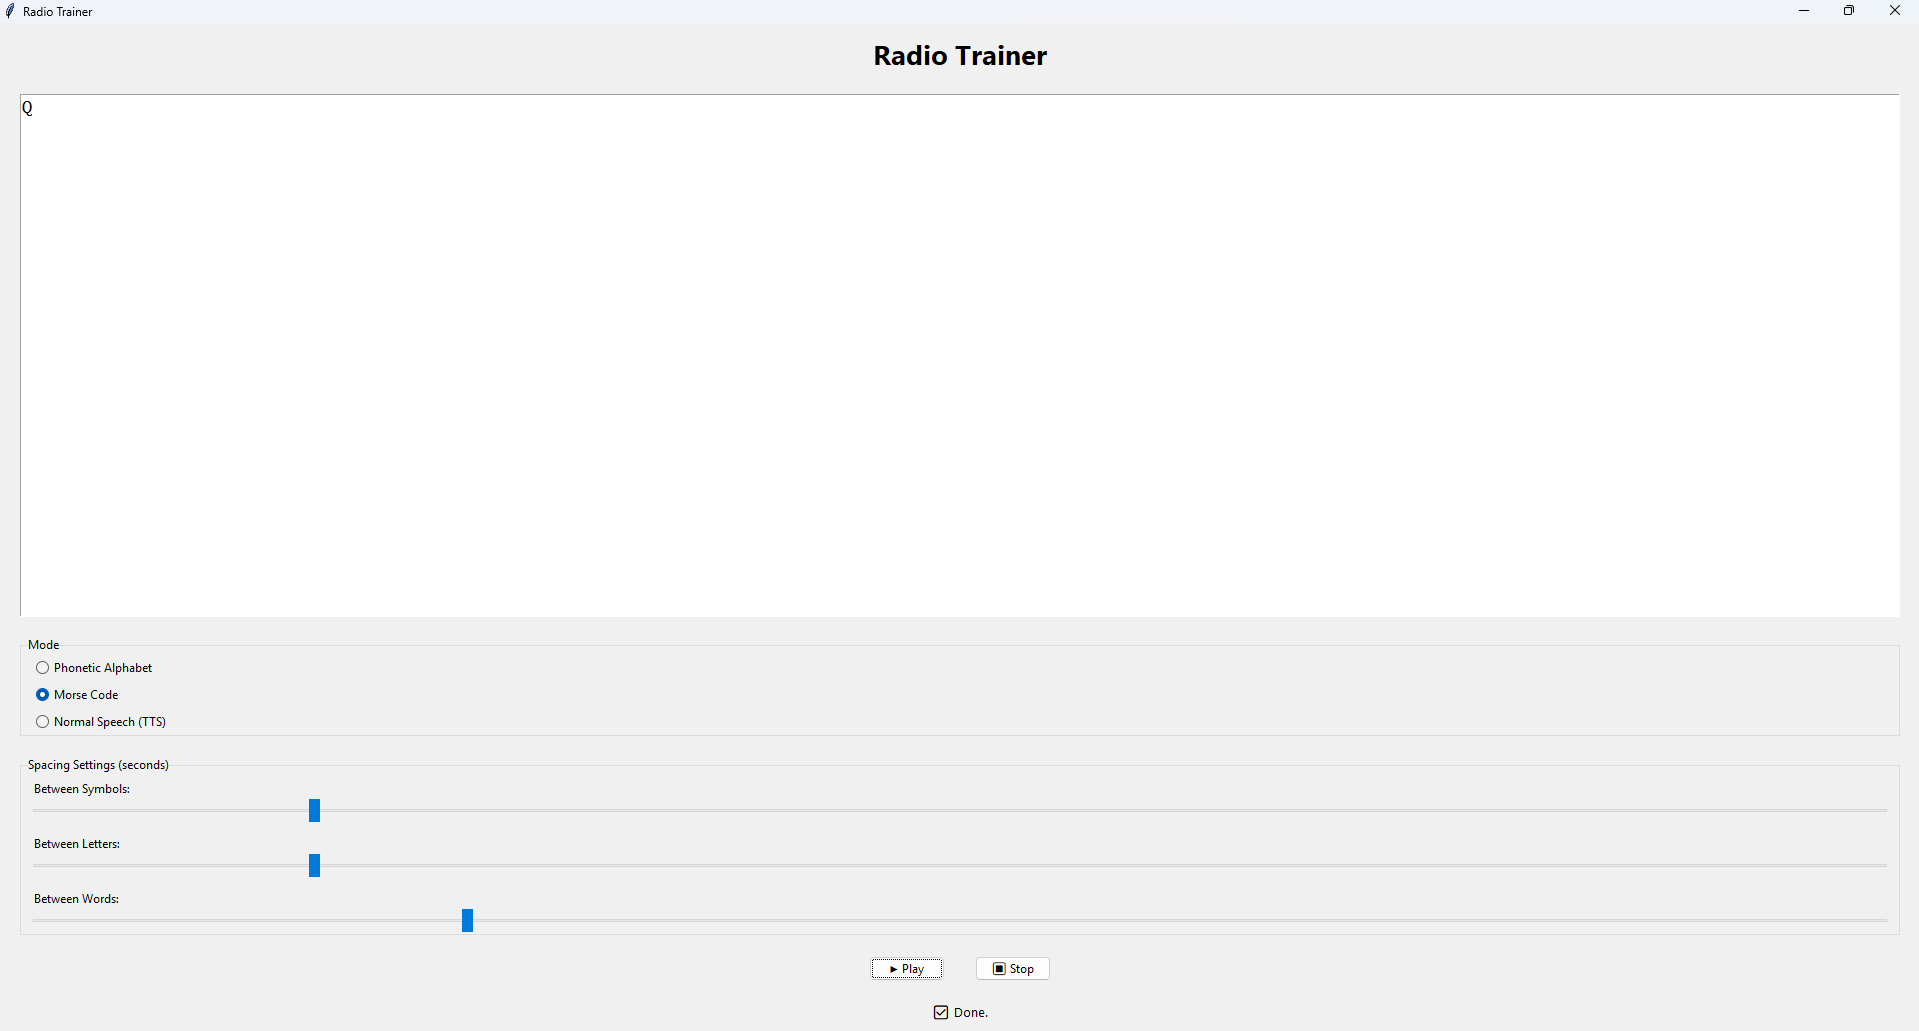 Radio Trainer
Radio Trainer
Q
Mode
Phonetic Alphabet
Morse Code
Normal Speech (TTS)
Spacing Settings (seconds)
Between Symbols:
Between Letters:
Between Words:
► Play
Stop
Done.